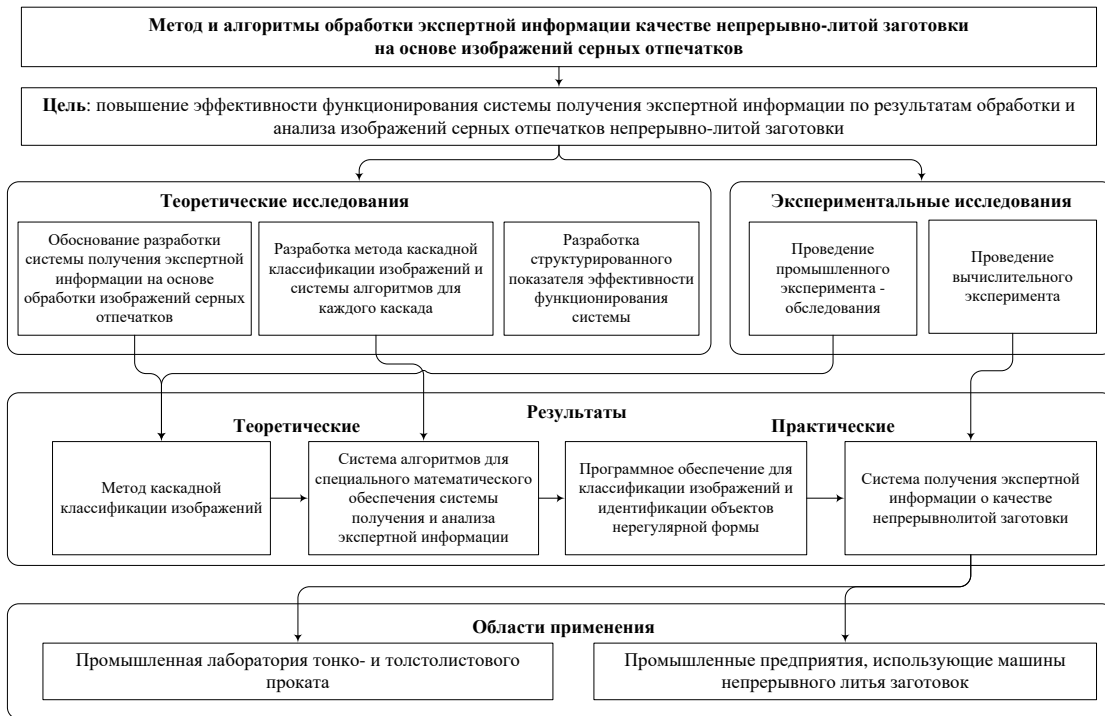 Метод и алгоритмы обработки экспертной информации качестве непрерывно-литой заготовки
на основе изображений серных отпечатков
Цель: повышение эффективности функционирования системы получения экспертной информации по результатам обработки и
анализа изображений серных отпечатков непрерывно-литой заготовки
Теоретические исследования
Обоснование разработки
системы получения экспертной
информации на основе
обработки изображений серных
отпечатков
Разработка метода каскадной
классификации изображений и
системы алгоритмов для
каждого каскада
Разработка
структурированного
показателя эффективности
функционирования
системы
Экспериментальные исследования
Проведение
промышленного
эксперимента -
обследования
Проведение
вычислительного
эксперимента
Результаты
Теоретические
Практические
Метод каскадной
классификации изображений
Система алгоритмов для
специального математического
обеспечения системы
получения и анализа
экспертной информации
Программное обеспечение для
классификации изображений и
идентификации объектов
нерегулярной формы
Система получения экспертной
информации о качестве
непрерывнолитой заготовки
Области применения
Промышленная лаборатория тонко- и толстолистового
проката
Промышленные предприятия, использующие машины
непрерывного литья заготовок